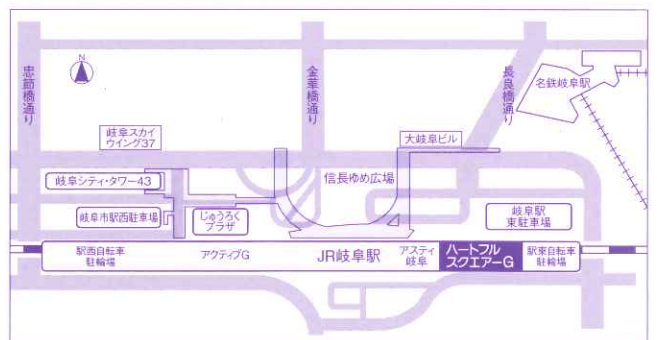 忠節橋通り
N
金華橋通り
長良橋通り
名鉄岐阜駅
岐阜スカイ
ウイング37
大岐阜ビル
岐阜シティ・タワー43
信長ゆめ広場
岐阜市駅西駐車場
じゅうろく
プラザ
岐阜駅
東駐車場
駅西自転車
駐輪場
アクティブG
JR岐阜駅
アスティ
岐阜
ハートフル
スクエアーG
駅東自転車
駐輪場